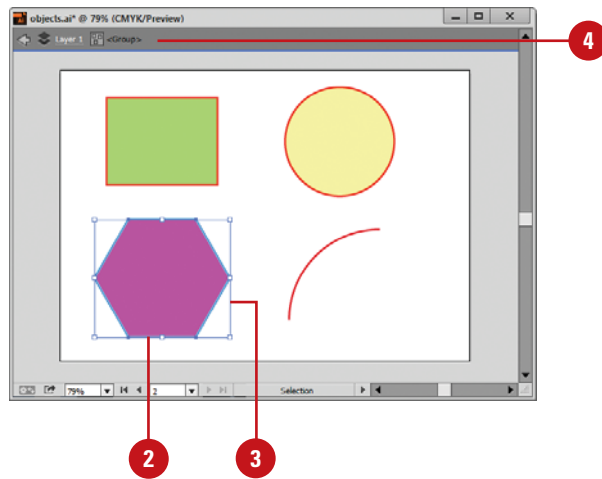 objects.ai* @ 79% (CMYK/Preview)
Layer 1 <Group>
4
79% 2 Selection
2 3